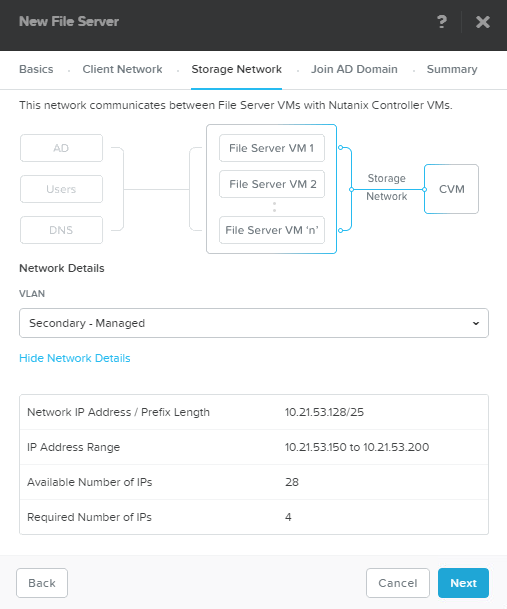 New File Server
?
Basics · Client Network · Storage Network · Join AD Domain · Summary
This network communicates between File Server VMs with Nutanix Controller VMs.
AD
Users
DNS
File Server VM 1
File Server VM 2
File Server VM ‘n’
Storage
Network
CVM
Network Details
VLAN
Secondary - Managed
Hide Network Details
Network IP Address / Prefix Length 10.21.53.128/25
IP Address Range 10.21.53.150 to 10.21.53.200
Available Number of IPs 28
Required Number of IPs 4
Back Cancel Next